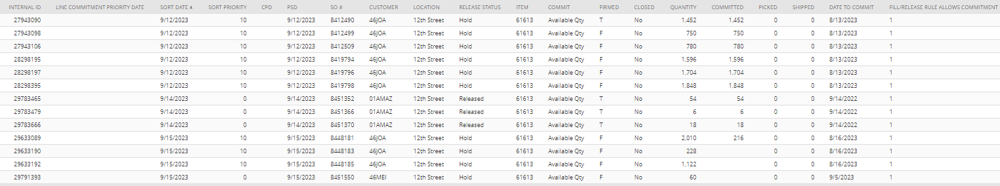 INTERNAL ID LINE COMMITMENT PRIORITY DATE SORT DATE ▲ SORT PRIORITY CPD PSD SO # CUSTOMER LOCATION RELEASE STATUS ITEM COMMIT FIRMED CLOSED QUANTITY COMMITTED PICKED SHIPPED DATE TO COMMIT FILL/RELEASE RULE ALLOWS COMMITMENT
27943090 9/12/2023 10 9/12/2023 8412490 46JOA 12th Street Hold 61613 Available Qty T No 1,452 1,452 0 0 8/13/2023 1
27943098 9/12/2023 10 9/12/2023 8412499 46JOA 12th Street Hold 61613 Available Qty F No 750 750 0 0 8/13/2023 1
27943106 9/12/2023 10 9/12/2023 8412509 46JOA 12th Street Hold 61613 Available Qty F No 780 780 0 0 8/13/2023 1
28298195 9/12/2023 10 9/12/2023 8419794 46JOA 12th Street Hold 61613 Available Qty F No 1,596 1,596 0 0 8/13/2023 1
28298197 9/12/2023 10 9/12/2023 8419796 46JOA 12th Street Hold 61613 Available Qty F No 1,704 1,704 0 0 8/13/2023 1
28298395 9/12/2023 10 9/12/2023 8419798 46JOA 12th Street Hold 61613 Available Qty F No 1,848 1,848 0 0 8/13/2023 1
29783465 9/14/2023 0 9/14/2023 8451352 01AMAZ 12th Street Released 61613 Available Qty T No 54 54 0 0 9/14/2022 1
29783479 9/14/2023 0 9/14/2023 8451366 01AMAZ 12th Street Released 61613 Available Qty T No 6 6 0 0 9/14/2022 1
29783666 9/14/2023 0 9/14/2023 8451370 01AMAZ 12th Street Released 61613 Available Qty T No 18 18 0 0 9/14/2022 1
29633089 9/15/2023 10 9/15/2023 8448181 46JOA 12th Street Hold 61613 Available Qty F No 2,010 216 0 0 8/16/2023 1
29633190 9/15/2023 10 9/15/2023 8448183 46JOA 12th Street Hold 61613 Available Qty F No 228 0 0 8/16/2023 1
29633192 9/15/2023 10 9/15/2023 8448185 46JOA 12th Street Hold 61613 Available Qty F No 1,122 0 0 8/16/2023 1
29791393 9/15/2023 0 9/15/2023 8451550 46MEI 12th Street Hold 61613 Available Qty F No 60 0 0 9/5/2023 1